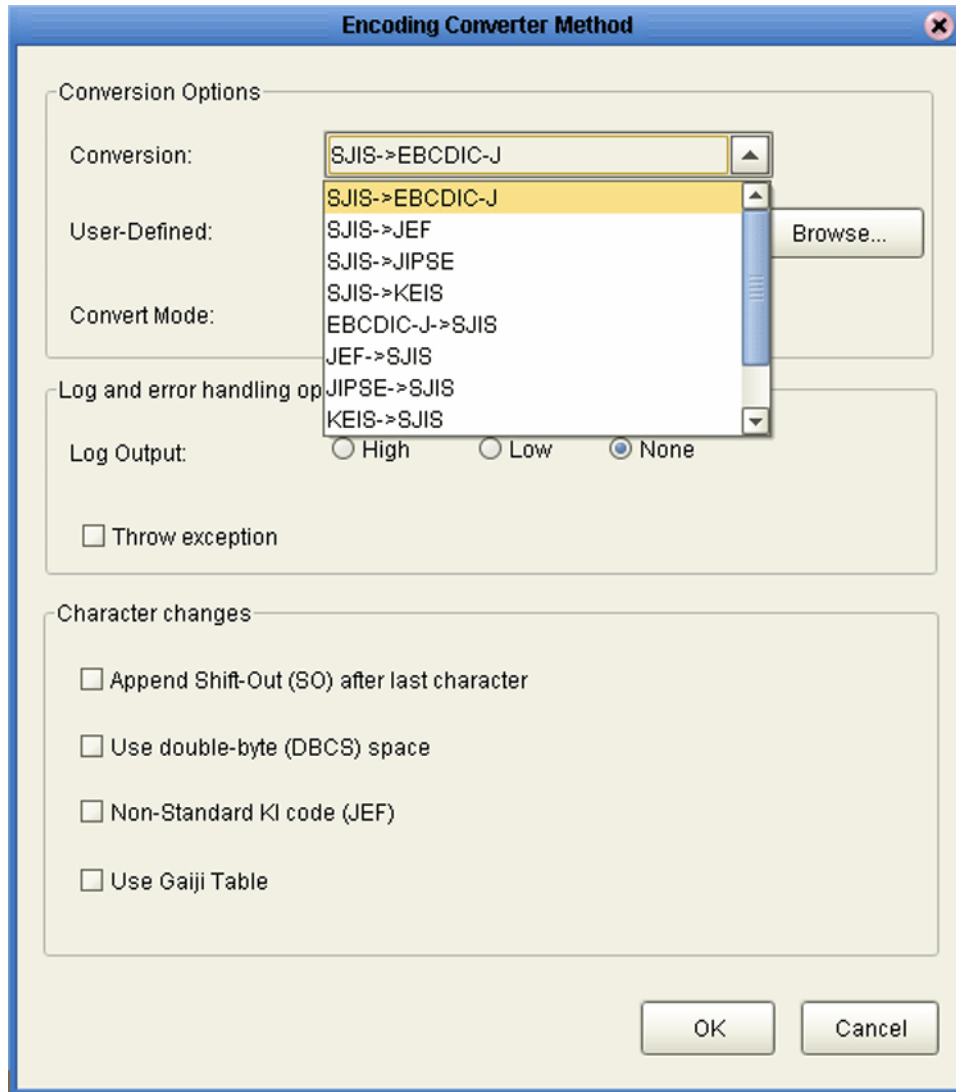 Encoding Converter Method
Conversion Options
Conversion:
SJIS->EBCDIC-J
SJIS->EBCDIC-J
User-Defined:
SJIS->JEF
Browse...
SJIS->JIPSE
SJIS->KEIS
Convert Mode:
EBCDIC-J->SJIS
JEF->SJIS
Log and error handling op
JIPSE->SJIS
KEIS->SJIS
Log Output:
High
Low
None
Throw exception
Character changes
Append Shift-Out (SO) after last character
Use double-byte (DBCS) space
Non-Standard KI code (JEF)
Use Gaiji Table
OK
Cancel